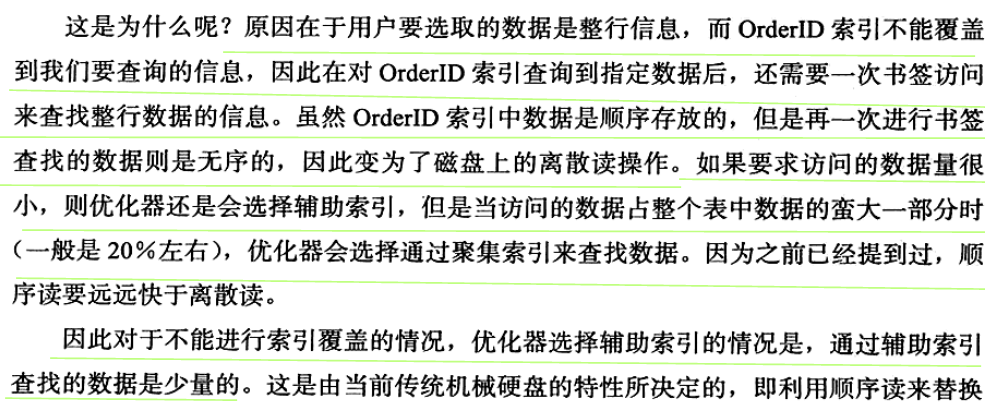 这是为什么呢？原因在于用户要选取的数据是整行信息，而 OrderID 索引不能覆盖
到我们要查询的信息，因此在对 OrderID 索引查询到指定数据后，还需要一次书签访问
来查找整行数据的信息。虽然 OrderID 索引中数据是顺序存放的，但是再一次进行书签
查找的数据则是无序的，因此变为了磁盘上的离散读操作。如果要求访问的数据量很
小，则优化器还是会选择辅助索引，但是当访问的数据占整个表中数据的蛮大一部分时
（一般是 20%左右），优化器会选择通过聚集索引来查找数据。因为之前已经提到过，顺
序读要远远快于离散读。
因此对于不能进行索引覆盖的情况，优化器选择辅助索引的情况是，通过辅助索引
查找的数据是少量的。这是由当前传统机械硬盘的特性所决定的，即利用顺序读来替换